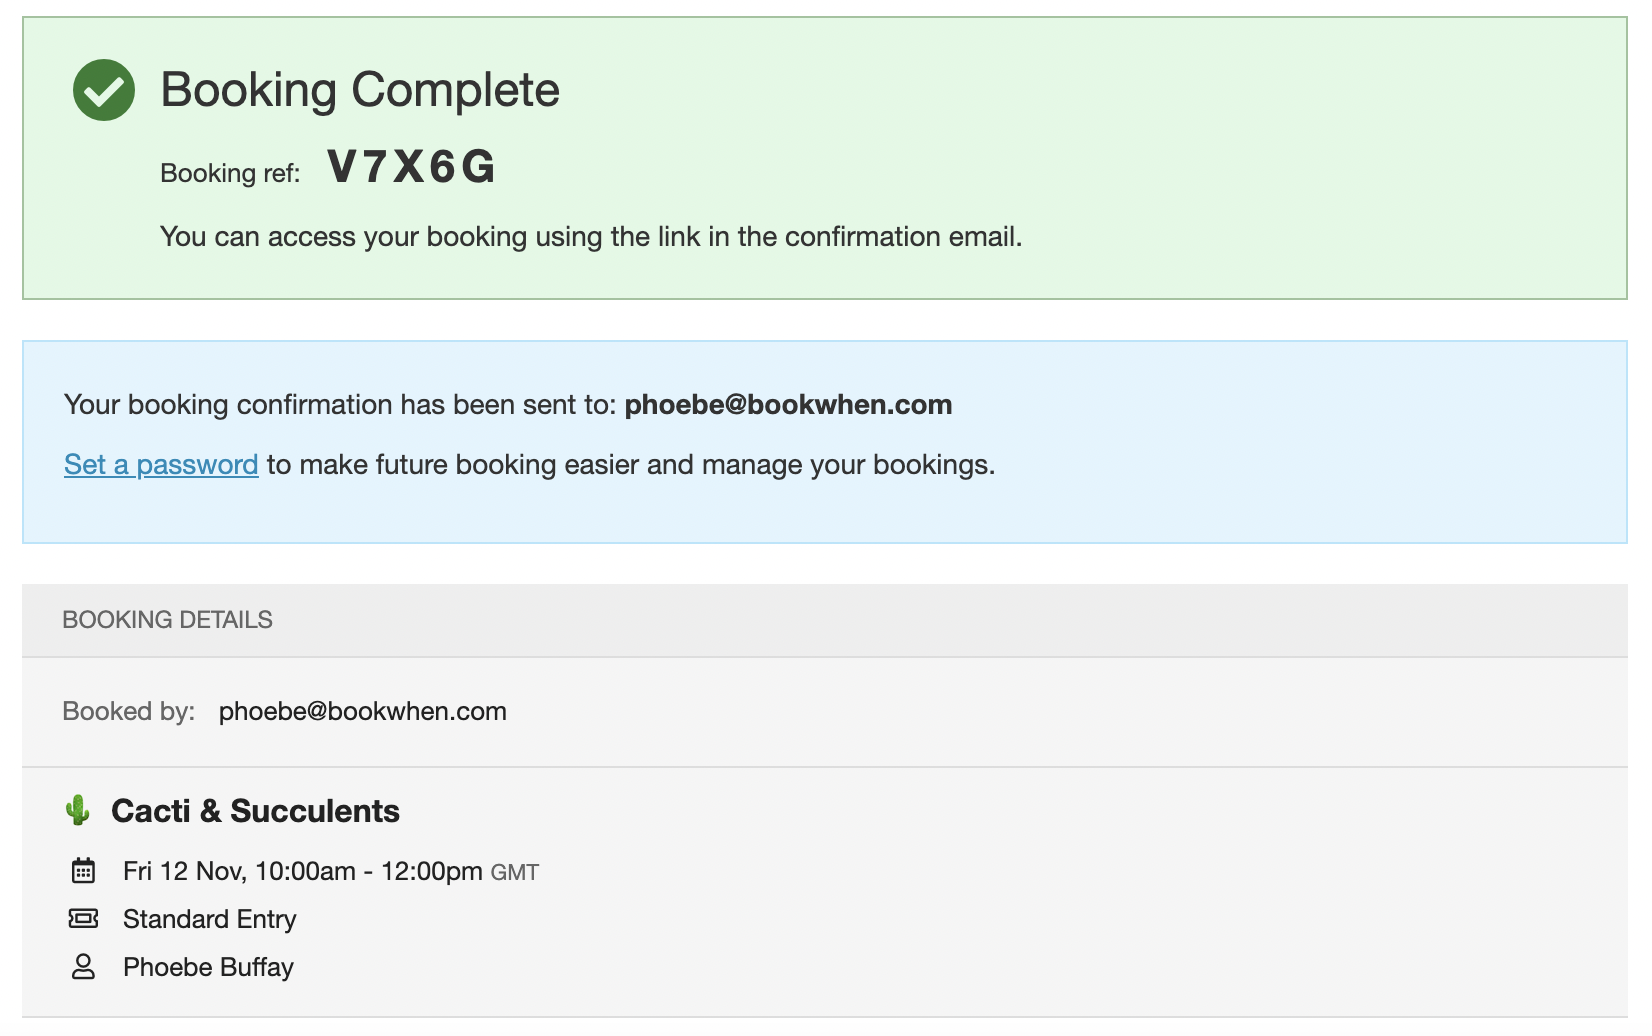 Booking Complete
Booking ref: V7X6G
You can access your booking using the link in the confirmation email.
Your booking confirmation has been sent to: phoebe@bookwhen.com
Set a password to make future booking easier and manage your bookings.
BOOKING DETAILS
Booked by: phoebe@bookwhen.com
Cacti & Succulents
Fri 12 Nov, 10:00am - 12:00pm GMT
Standard Entry
Phoebe Buffay